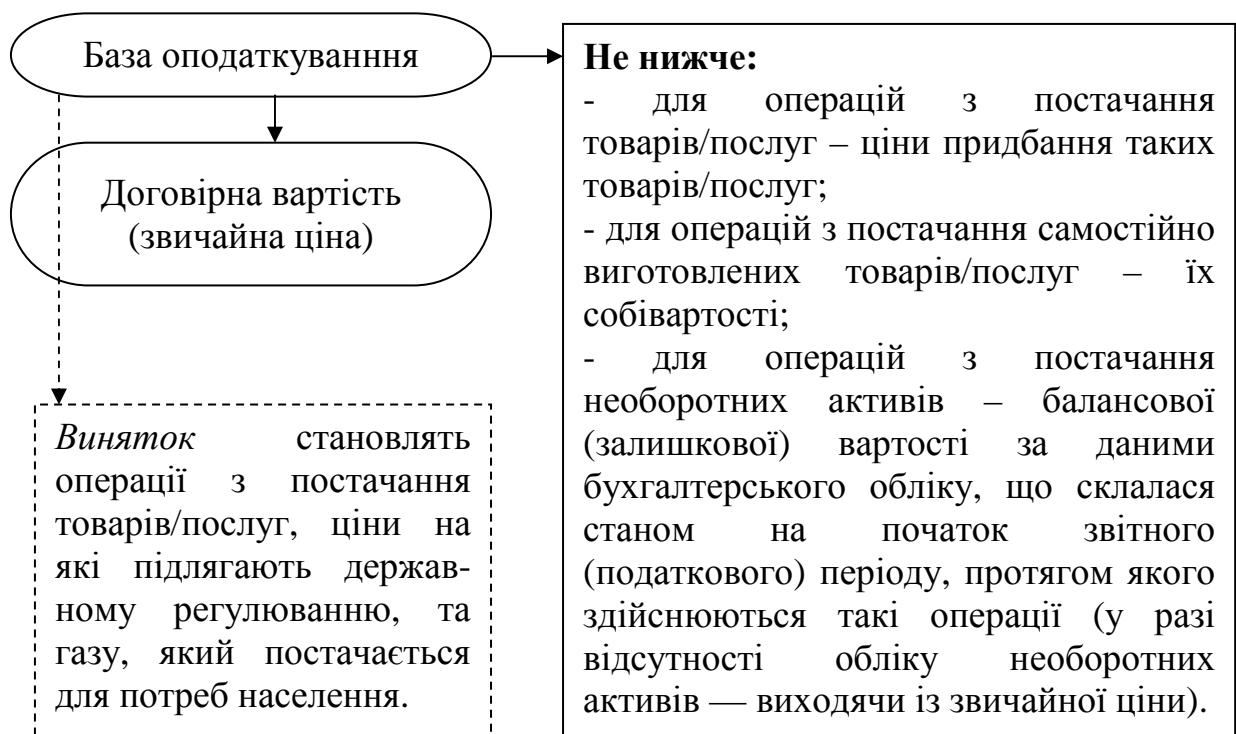 База оподаткуванння
Договірна вартість
(звичайна ціна)
Виняток становлять
операції з постачання
товарів/послуг, ціни на
які підлягають держав-
ному регулюванню, та
газу, який постачається
для потреб населення.
Не нижче:
- для операцій з постачання
товарів/послуг – ціни придбання таких
товарів/послуг;
- для операцій з постачання самостійно
виготовлених товарів/послуг – їх
собівартості;
- для операцій з постачання
необоротних активів – балансової
(залишкової) вартості за даними
бухгалтерського обліку, що склалася
станом на початок звітного
(податкового) періоду, протягом якого
здійснюються такі операції (у разі
відсутності обліку необоротних
активів — виходячи із звичайної ціни).